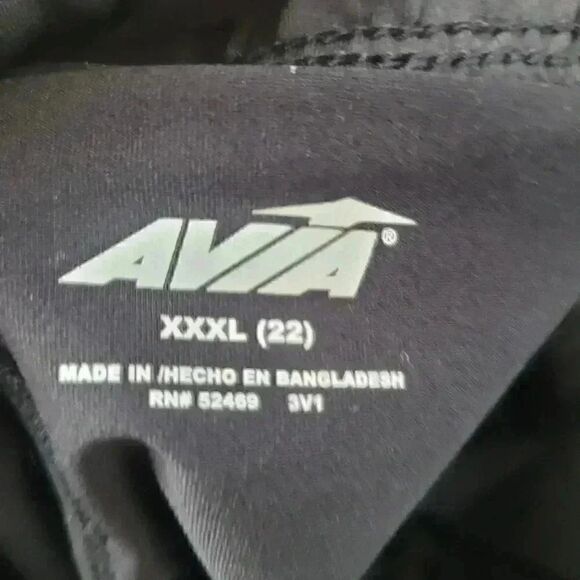 AVIA®
XXXL (22)
MADE IN /HECHO EN BANGLADESH
RN# 52469 3V1